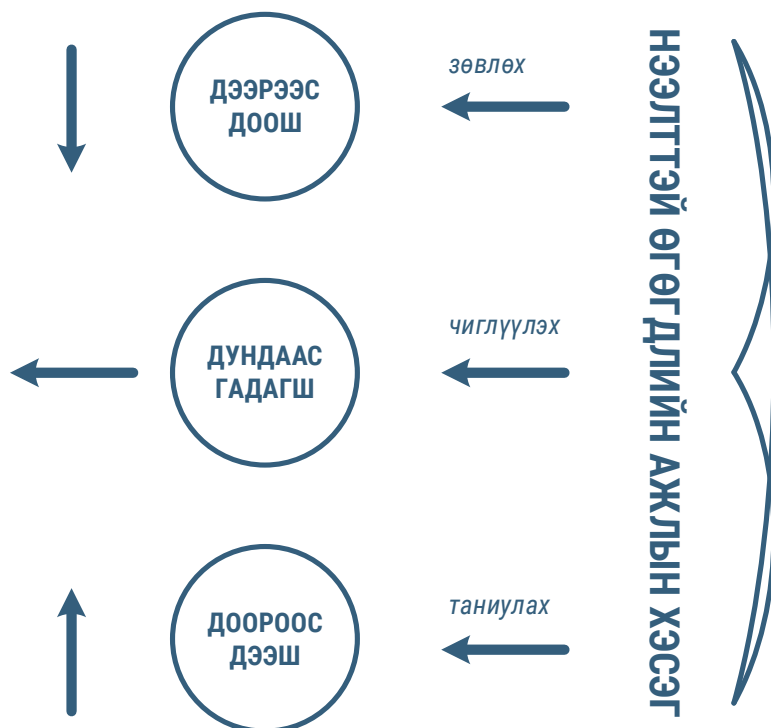 ДЭЭРЭЭС
ДООШ
зөвлөх
ДУНДААС
ГАДАГШ
чиглүүлэх
ДООРООС
ДЭЭШ
таниулах
НЭЭЛТТЭЙ ӨГӨГДЛИЙН АЖЛЫН ХЭСЭГ